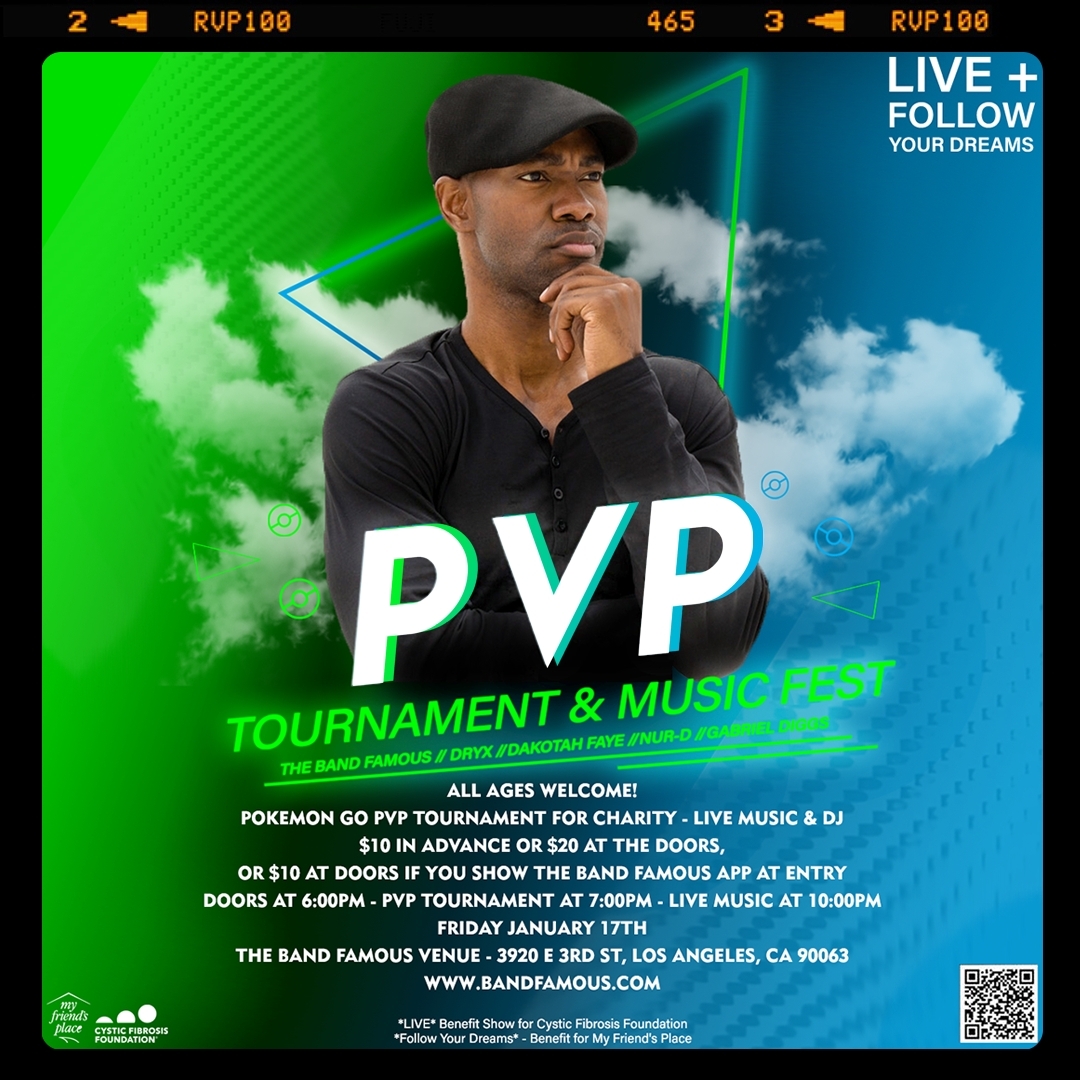 2 RVP100 465 3 RVP100
LIVE +
FOLLOW
YOUR DREAMS
PVP
TOURNAMENT & MUSIC FEST
THE BAND FAMOUS // DRYX //DAKOTAH FAYE //NUR-D //GABRIEL DIGGS
ALL AGES WELCOME!
POKEMON GO PVP TOURNAMENT FOR CHARITY - LIVE MUSIC & DJ
$10 IN ADVANCE OR $20 AT THE DOORS,
OR $10 AT DOORS IF YOU SHOW THE BAND FAMOUS APP AT ENTRY
DOORS AT 6:00PM - PVP TOURNAMENT AT 7:00PM - LIVE MUSIC AT 10:00PM
FRIDAY JANUARY 17TH
THE BAND FAMOUS VENUE - 3920 E 3RD ST, LOS ANGELES, CA 90063
WWW.BANDFAMOUS.COM
my
friend's
place
CYSTIC FIBROSIS
FOUNDATION
*LIVE* Benefit Show for Cystic Fibrosis Foundation
*Follow Your Dreams* - Benefit for My Friend's Place